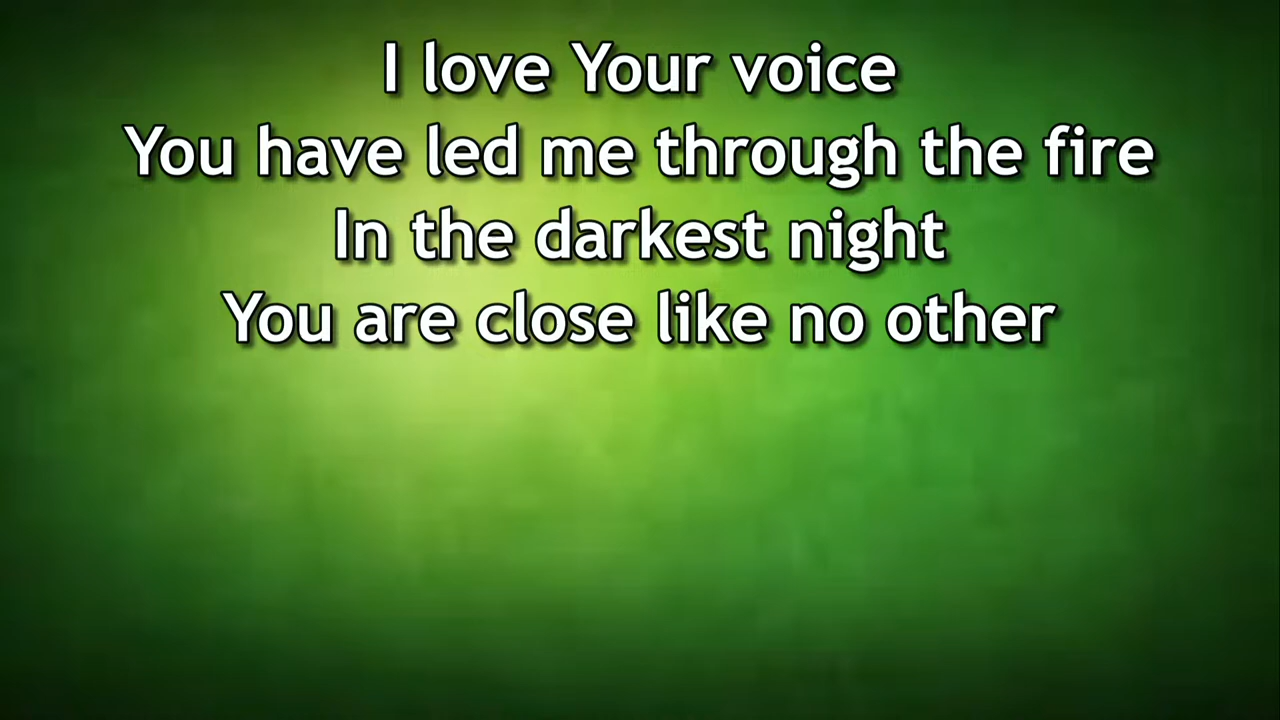 I love Your voice
You have led me through the fire
In the darkest night
You are close like no other